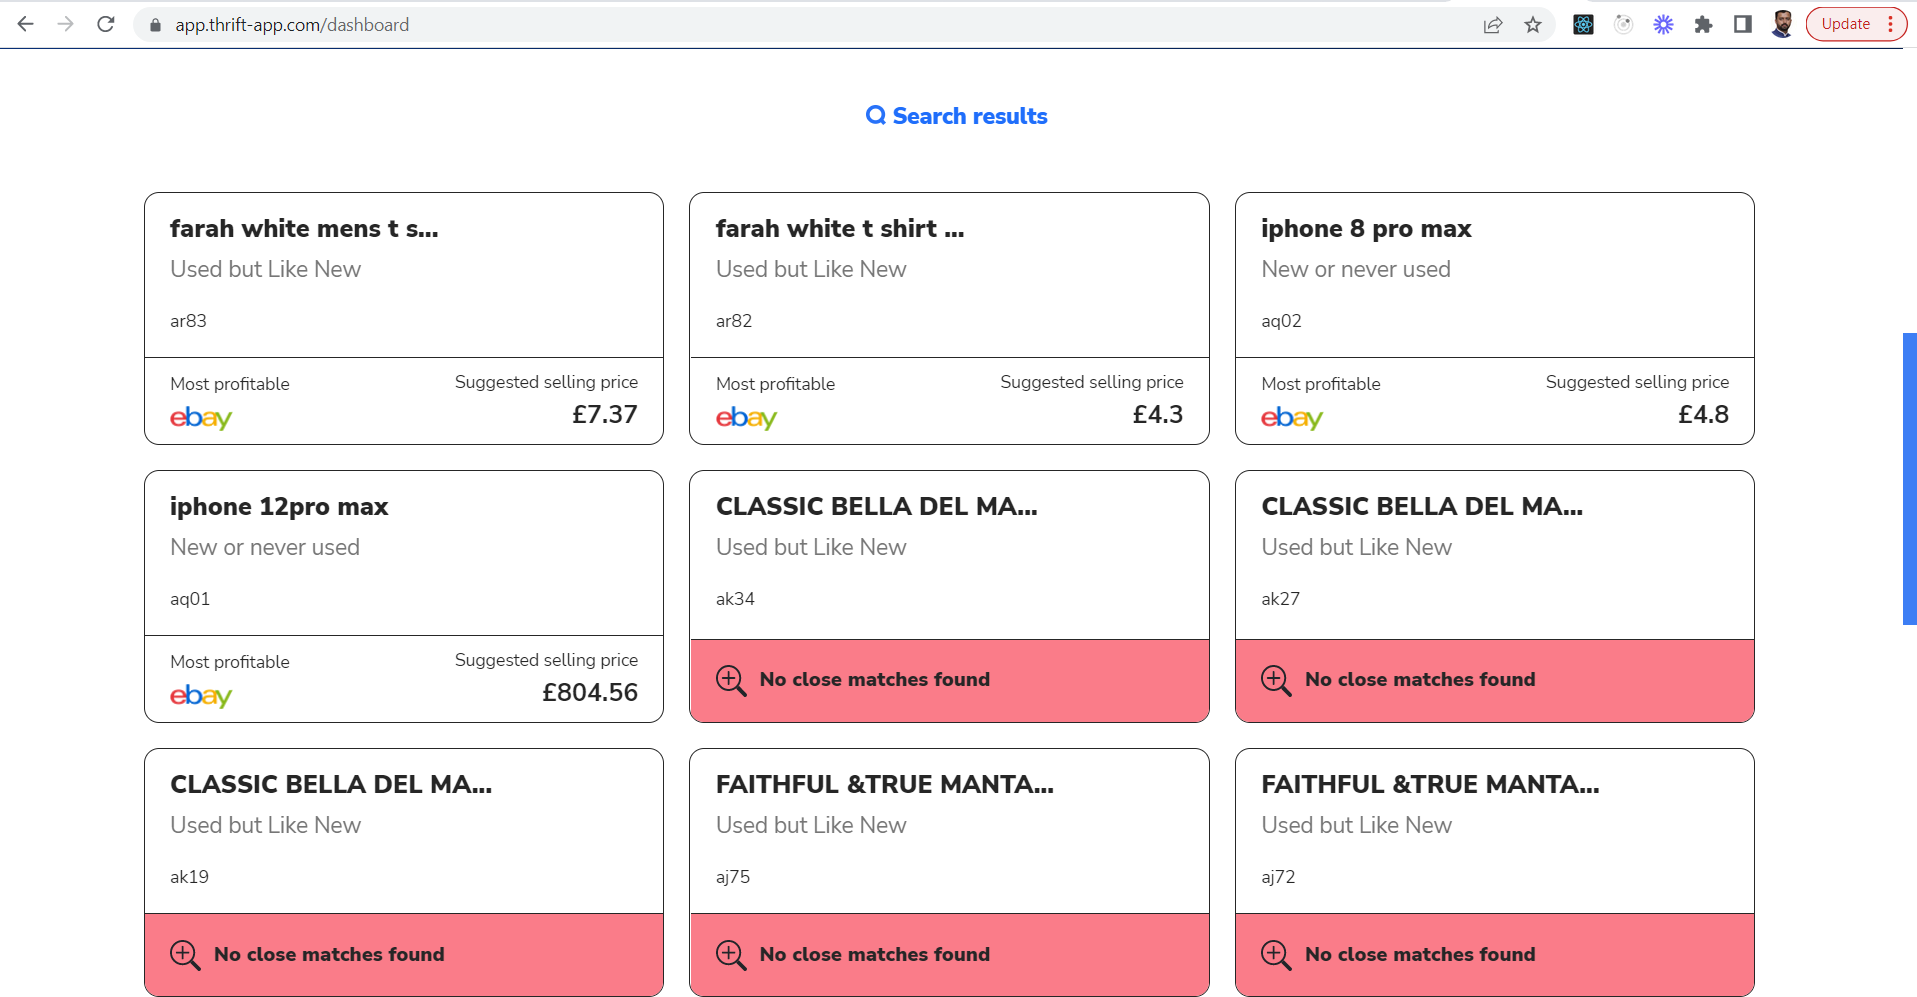 app.thrift-app.com/dashboard
Update
Search results
farah white mens t s...
Used but Like New
ar83
Most profitable
Suggested selling price
ebay
£7.37
farah white t shirt ...
Used but Like New
ar82
Most profitable
Suggested selling price
ebay
£4.3
iphone 8 pro max
New or never used
aq02
Most profitable
Suggested selling price
ebay
£4.8
iphone 12pro max
New or never used
aq01
Most profitable
Suggested selling price
ebay
£804.56
CLASSIC BELLA DEL MA...
Used but Like New
ak34
No close matches found
CLASSIC BELLA DEL MA...
Used but Like New
ak27
No close matches found
CLASSIC BELLA DEL MA...
Used but Like New
ak19
No close matches found
FAITHFUL &TRUE MANTA...
Used but Like New
aj75
No close matches found
FAITHFUL &TRUE MANTA...
Used but Like New
aj72
No close matches found